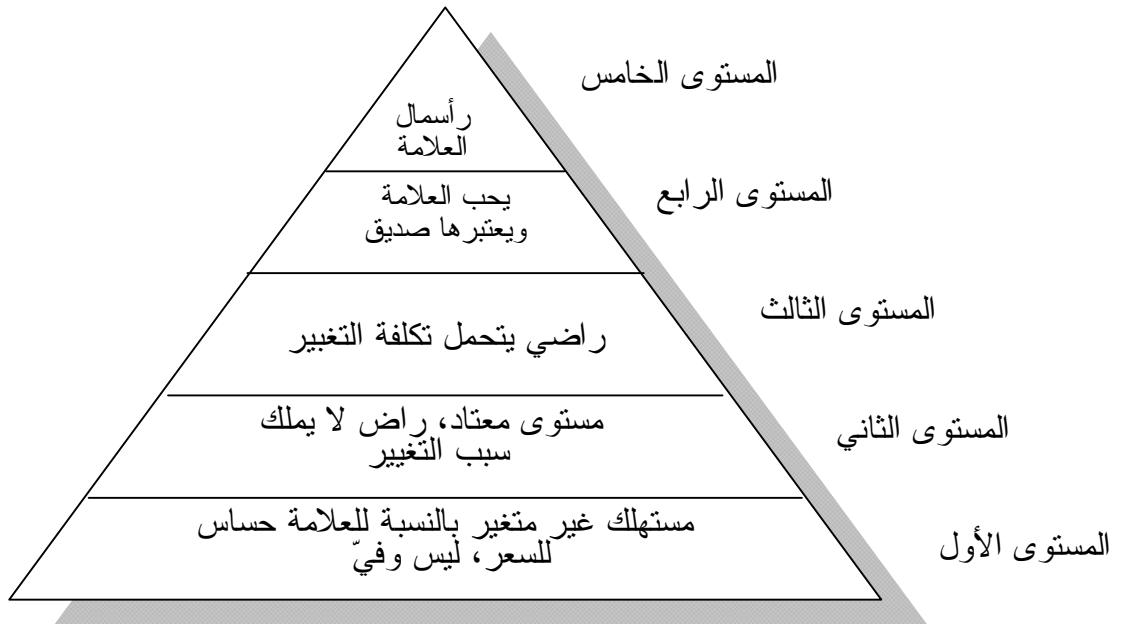 المستوى الخامس
رأسمال
العلامة
المستوى الرابع
يحب العلامة
ويعتبرها صديق
المستوى الثالث
راضي يتحمل تكلفة التغيير
المستوى الثاني
مستوى معتاد، راض لا يملك
سبب التغيير
المستوى الأول
مستهلك غير متغير بالنسبة للعلامة حساس
للسعر، ليس وفيّ